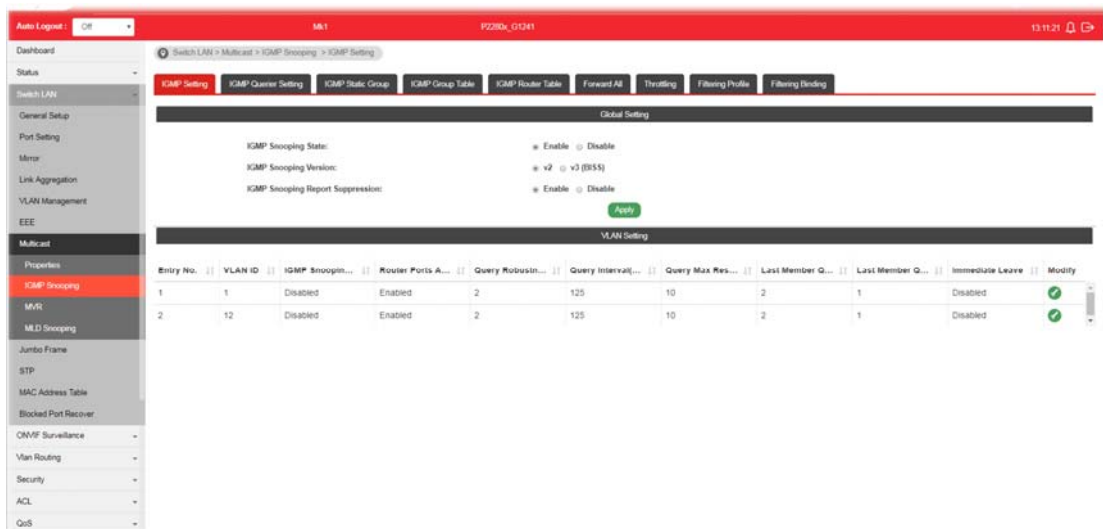 Auto Logout : Off Mk1 P2280x_G1241 13:11:21
Dashboard
Status
Switch LAN
General Setup
Port Setting
Mirror
Link Aggregation
VLAN Management
EEE
Multicast
Properties
IGMP Snooping
MVR
MLD Snooping
Jumbo Frame
STP
MAC Address Table
Blocked Port Recover
ONVIF Surveillance
Vlan Routing
Security
ACL
QoS
Switch LAN > Multicast > IGMP Snooping > IGMP Setting
IGMP Setting IGMP Querier Setting IGMP Static Group IGMP Group Table IGMP Router Table Forward All Throttling Filtering Profile Filtering Binding
Global Setting
IGMP Snooping State: Enable Disable
IGMP Snooping Version: v2 v3 (BISS)
IGMP Snooping Report Suppression: Enable Disable
Apply
VLAN Setting
Entry No. VLAN ID IGMP Snoopin... Router Ports A... Query Robustn... Query Interval(... Query Max Res... Last Member Q... Last Member Q... Immediate Leave Modify
1 1 Disabled Enabled 2 125 10 2 1 Disabled
2 12 Disabled Enabled 2 125 10 2 1 Disabled